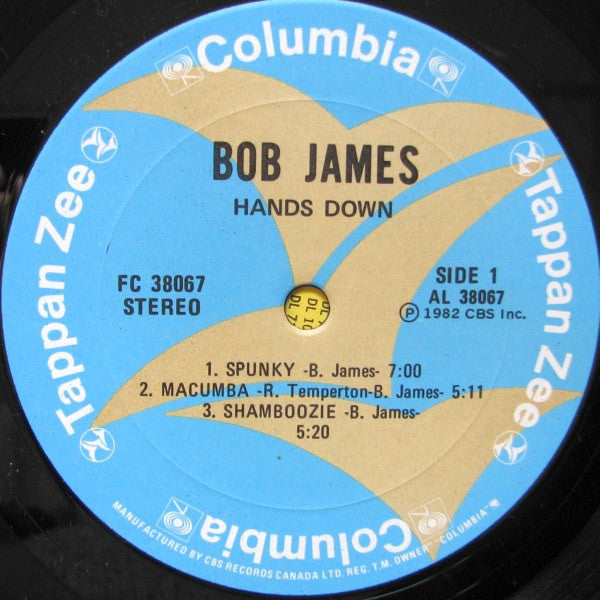 Columbia
Tappan Zee
Tappan Zee
BOB JAMES
HANDS DOWN
FC 38067
STEREO
SIDE 1
AL 38067
Ⓟ 1982 CBS Inc.
1. SPUNKY -B. James- 7:00
2. MACUMBA -R. Temperton-B. James- 5:11
3. SHAMBOOZIE -B. James-
5:20
Columbia
MANUFACTURED BY CBS RECORDS CANADA LTD. REG. T.M. OWNER "COLUMBIA"